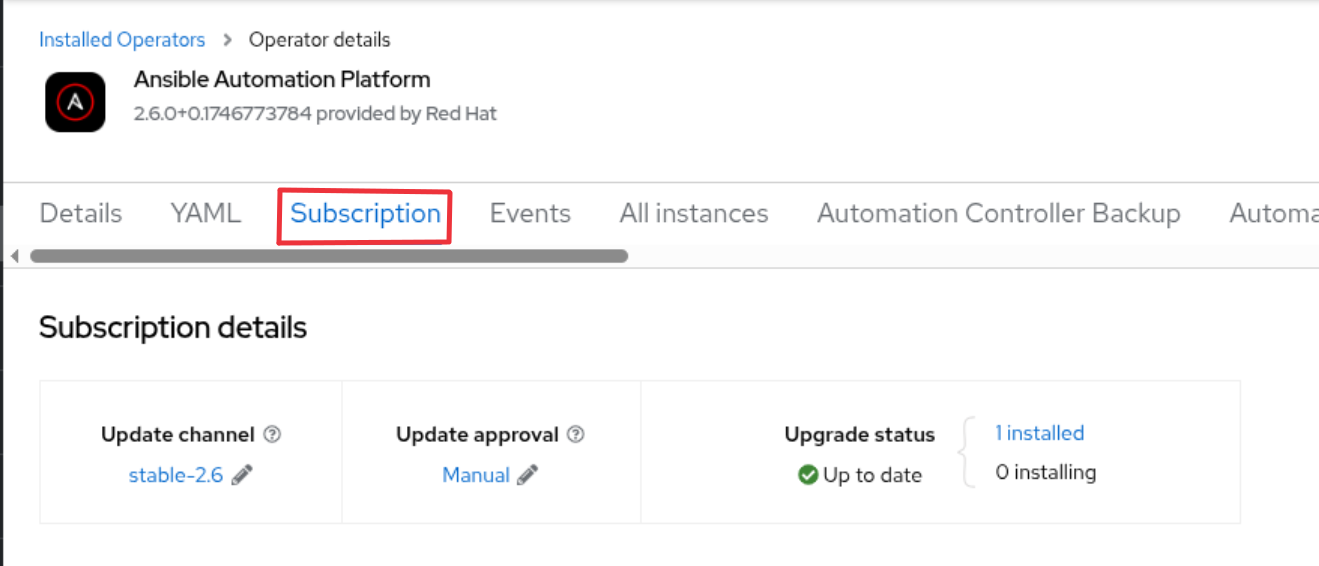 Installed Operators > Operator details
Ansible Automation Platform
2.6.0+0.1746773784 provided by Red Hat
Details YAML Subscription Events All instances Automation Controller Backup Automa
Subscription details
Update channel
stable-2.6
Update approval
Manual
Upgrade status
Up to date
1 installed
0 installing